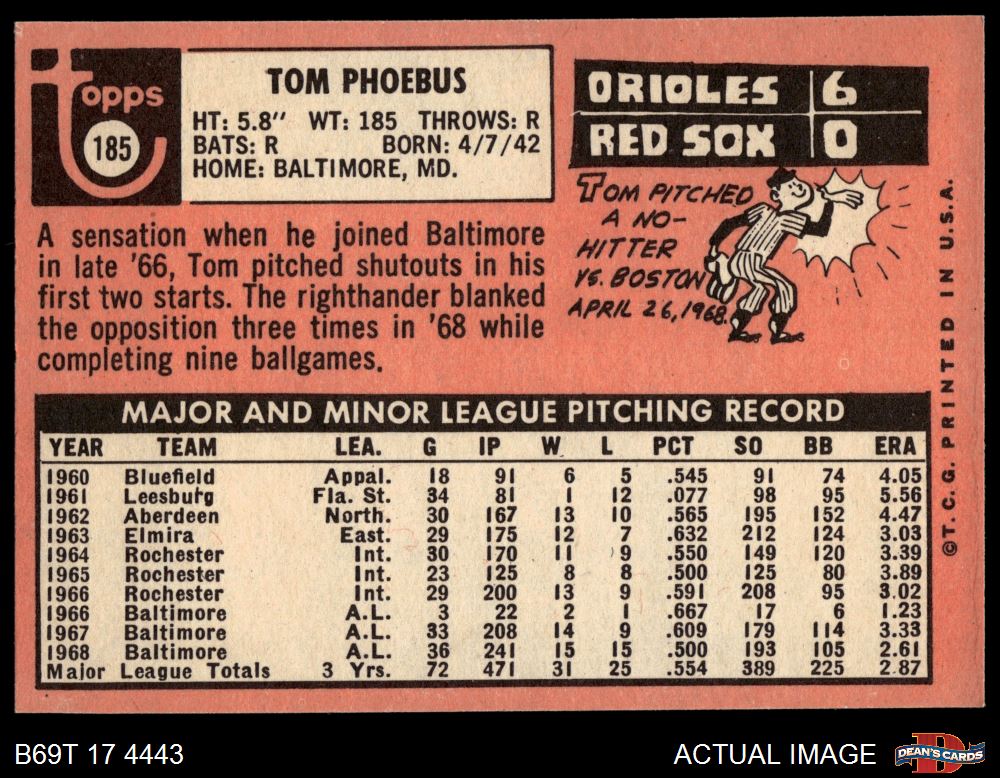 topps
185
TOM PHOEBUS
HT: 5.8" WT: 185 THROWS: R
BATS: R BORN: 4/7/42
HOME: BALTIMORE, MD.
A sensation when he joined Baltimore
in late '66, Tom pitched shutouts in his
first two starts. The righthander blanked
the opposition three times in '68 while
completing nine ballgames.
ORIOLES 6
RED SOX 0
TOM PITCHED
A NO-
HITTER
VS. BOSTON
APRIL 26, 1968.
©T. C. G. PRINTED IN U.S.A.
MAJOR AND MINOR LEAGUE PITCHING RECORD
YEAR TEAM LEA. G IP W L PCT SO BB ERA
1960 Bluefield Appal. 18 91 6 5 .545 91 74 4.05
1961 Leesburg Fla. St. 34 81 1 12 .077 98 95 5.56
1962 Aberdeen North. 30 167 13 10 .565 195 152 4.47
1963 Elmira East. 29 175 12 7 .632 212 124 3.03
1964 Rochester Int. 30 170 11 9 .550 149 120 3.39
1965 Rochester Int. 23 125 8 8 .500 125 80 3.89
1966 Rochester Int. 29 200 13 9 .591 208 95 3.02
1966 Baltimore A.L. 3 22 2 1 .667 17 6 1.23
1967 Baltimore A.L. 33 208 14 9 .609 179 114 3.33
1968 Baltimore A.L. 36 241 15 15 .500 193 105 2.61
Major League Totals 3 Yrs. 72 471 31 25 .554 389 225 2.87
B69T 17 4443
ACTUAL IMAGE
DEAN'S CARDS